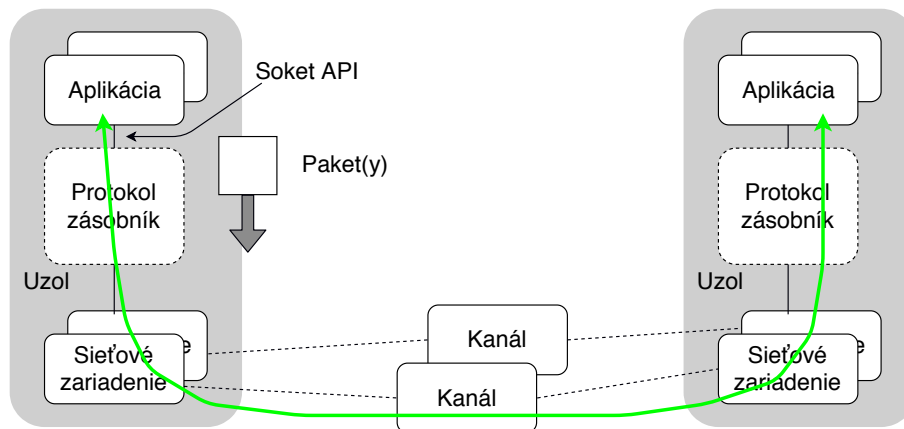 Aplikácia
Soket API
Paket(y)
Protokol
zásobník
Uzol
Sieťové
zariadenie
e
Kanál
Kanál
Aplikácia
Protokol
zásobník
Uzol
Sieťové
zariadenie
e